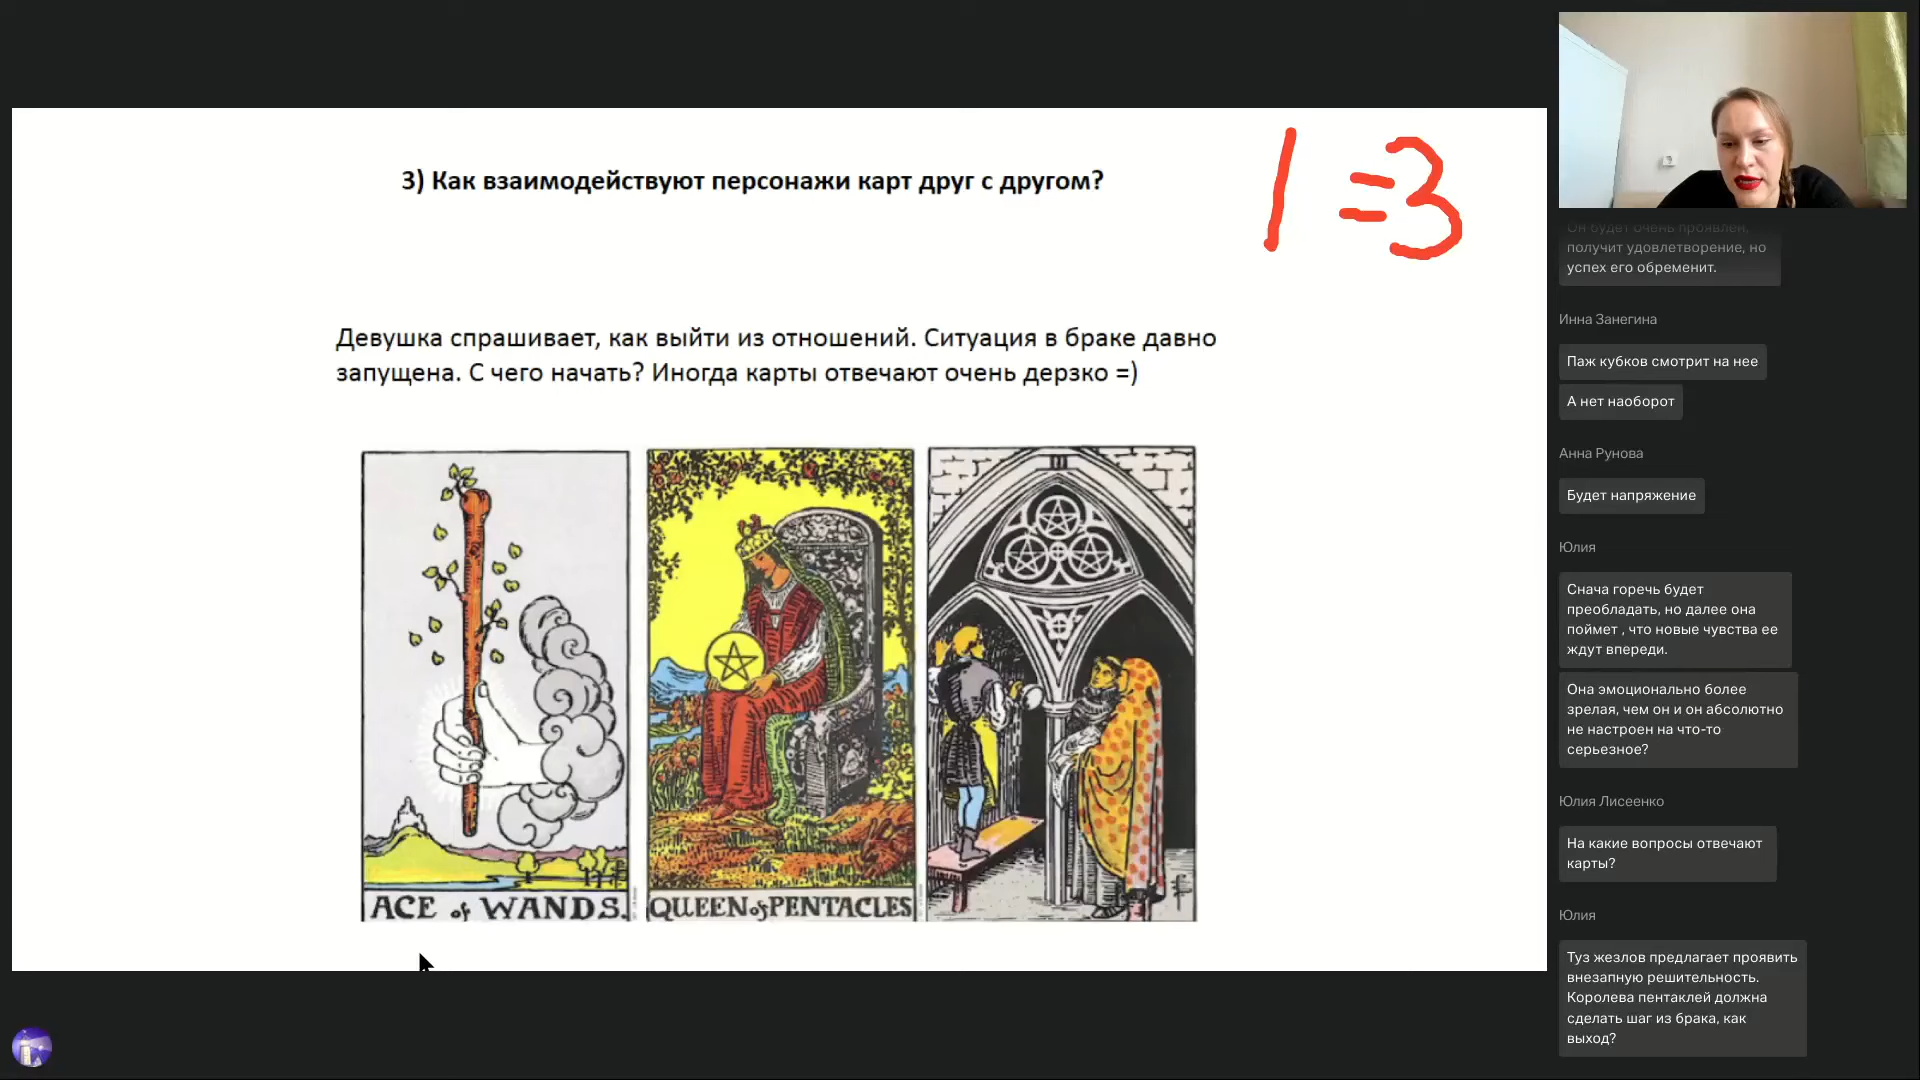 3) Как взаимодействуют персонажи карт друг с другом?
1 = 3
Девушка спрашивает, как выйти из отношений. Ситуация в браке давно
запущена. С чего начать? Иногда карты отвечают очень дерзко =)
III
ACE of WANDS.
QUEEN of PENTACLES
Он будет очень проявлен,
получит удовлетворение, но
успех его обременит.
Инна Занегина
Паж кубков смотрит на нее
А нет наоборот
Анна Рунова
Будет напряжение
Юлия
Снача горечь будет
преобладать, но далее она
поймет , что новые чувства ее
ждут впереди.
Она эмоционально более
зрелая, чем он и он абсолютно
не настроен на что-то
серьезное?
Юлия Лисеенко
На какие вопросы отвечают
карты?
Юлия
Туз жезлов предлагает проявить
внезапную решительность.
Королева пентаклей должна
сделать шаг из брака, как
выход?